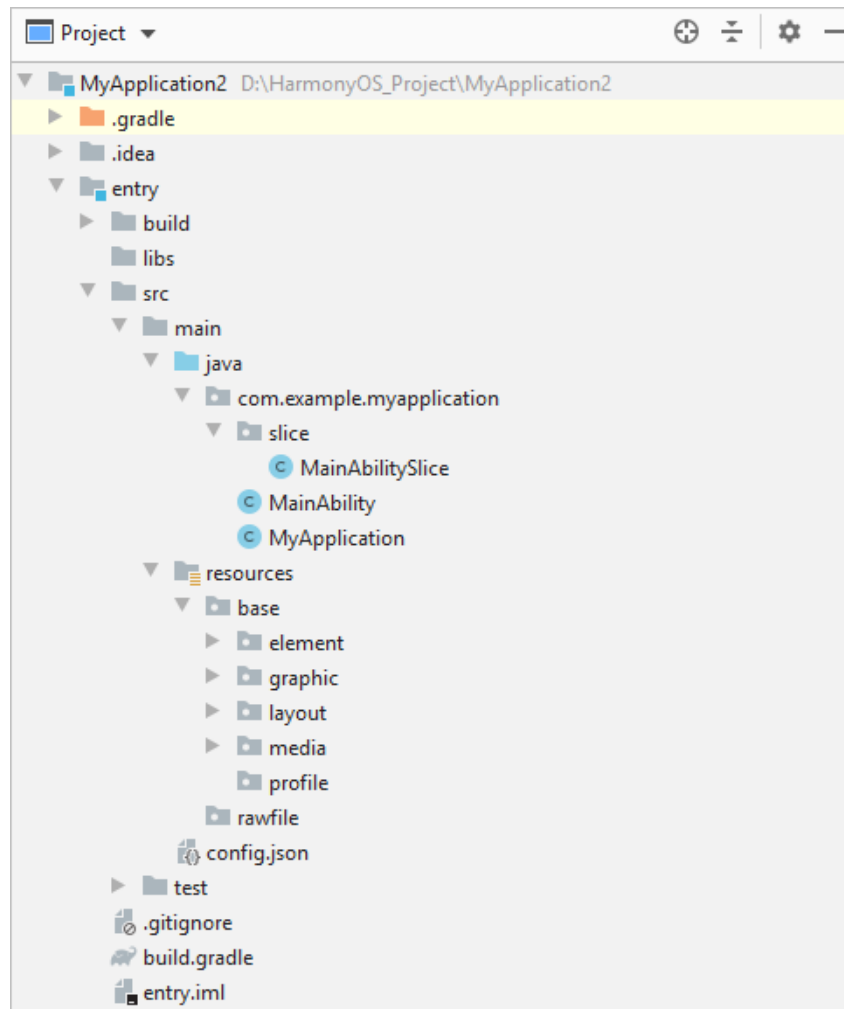 Project
MyApplication2 D:\HarmonyOS_Project\MyApplication2
.gradle
.idea
entry
build
libs
src
main
java
com.example.myapplication
slice
MainAbilitySlice
MainAbility
MyApplication
resources
base
element
graphic
layout
media
profile
rawfile
config.json
test
.gitignore
build.gradle
entry.iml